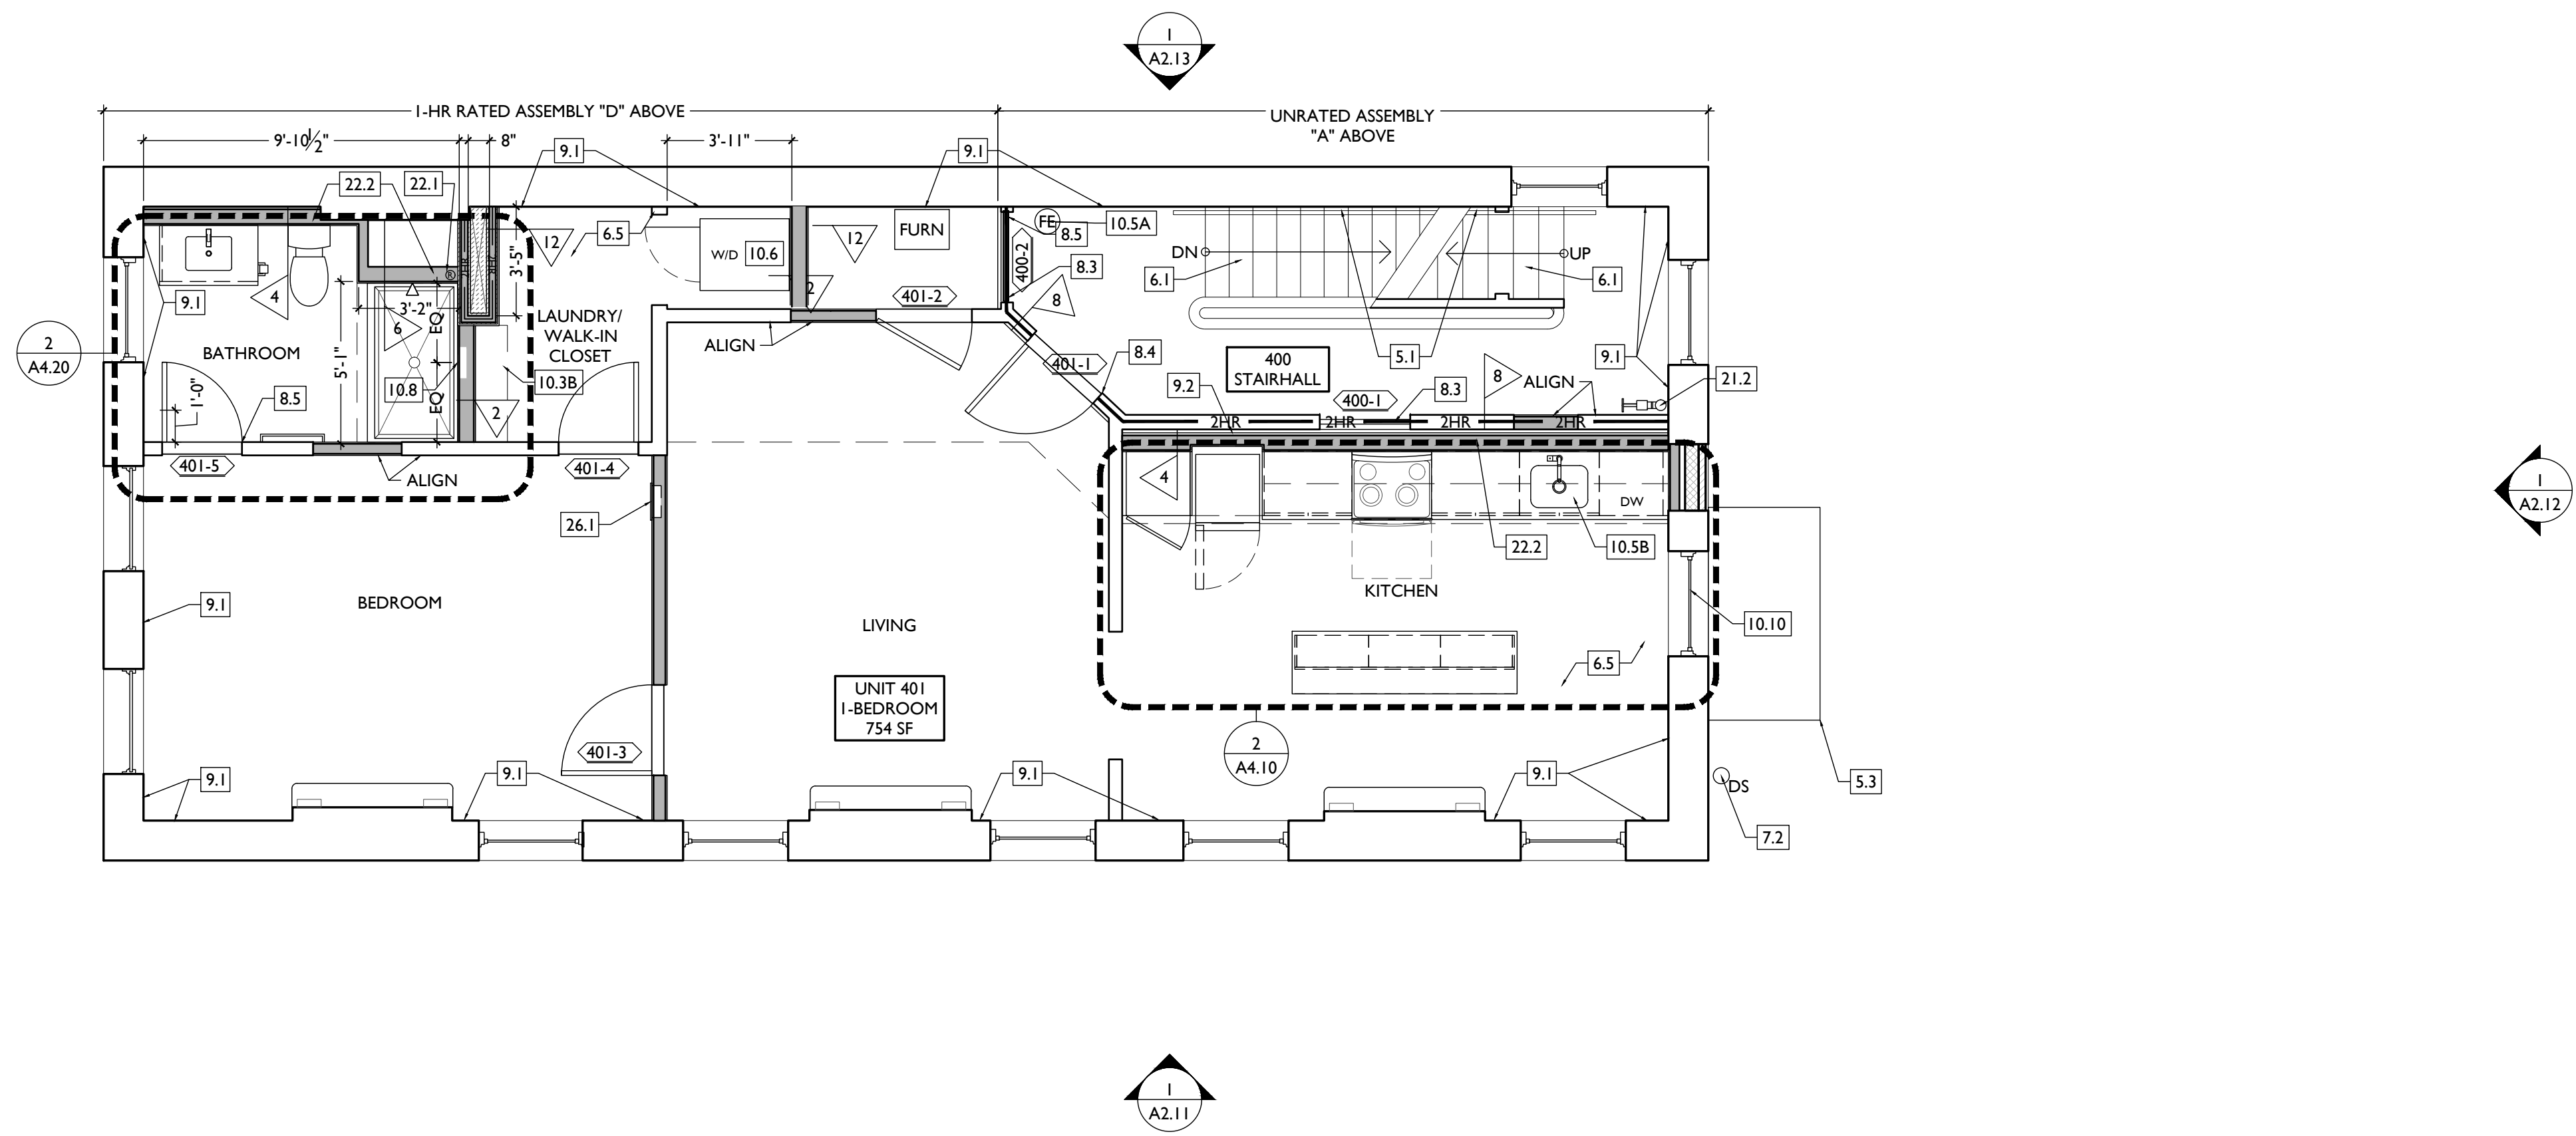 1
A2.13
1-HR RATED ASSEMBLY "D" ABOVE
UNRATED ASSEMBLY
"A" ABOVE
9'-10 1/2"
8"
9.1
3'-11"
9.1
22.2
22.1
12
6.5
W/D
10.6
12
FURN
FE
8.5
10.5A
400-2
8.3
8
DN
6.1
UP
6.1
2HR
2HR
3'-5"
R
4
9.1
3'-2"
6
EQ
EQ
5'-1"
1'-0"
2
A4.20
BATHROOM
8.5
10.8
LAUNDRY/
WALK-IN
CLOSET
10.3B
2
2
401-2
ALIGN
401-1
8.4
400
STAIRHALL
5.1
9.1
9.2
400-1
8.3
8
ALIGN
21.2
2HR
2HR
2HR
2HR
401-5
ALIGN
401-4
26.1
4
DW
22.2
10.5B
1
A2.12
BEDROOM
9.1
LIVING
KITCHEN
10.10
6.5
UNIT 401
1-BEDROOM
754 SF
401-3
2
A4.10
9.1
9.1
9.1
9.1
DS
5.3
7.2
1
A2.11